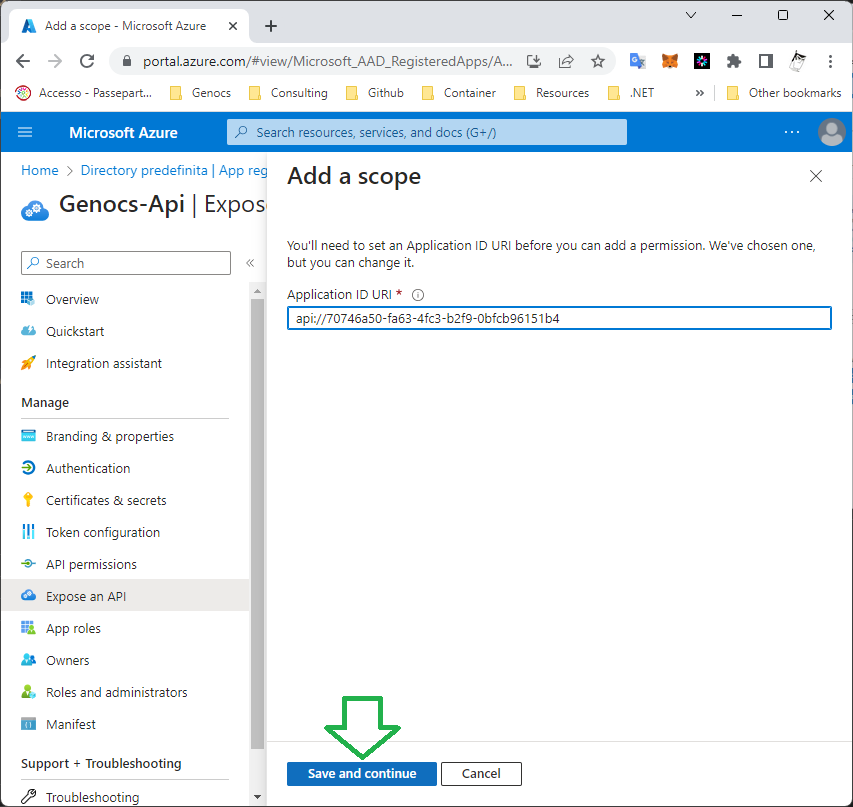 Add a scope - Microsoft Azure
portal.azure.com/#view/Microsoft_AAD_RegisteredApps/A...
Accesso - Passepart...
Genocs
Consulting
Github
Container
Resources
.NET
»
Other bookmarks
Microsoft Azure
Search resources, services, and docs (G+/)
...
Home > Directory predefinita | App reg
Genocs-Api | Expos
Search
«
Overview
Quickstart
Integration assistant
Manage
Branding & properties
Authentication
Certificates & secrets
Token configuration
API permissions
Expose an API
App roles
Owners
Roles and administrators
Manifest
Support + Troubleshooting
Troubleshooting
Add a scope
You'll need to set an Application ID URI before you can add a permission. We've chosen one,
but you can change it.
Application ID URI *
api://70746a50-fa63-4fc3-b2f9-0bfcb96151b4
Save and continue
Cancel